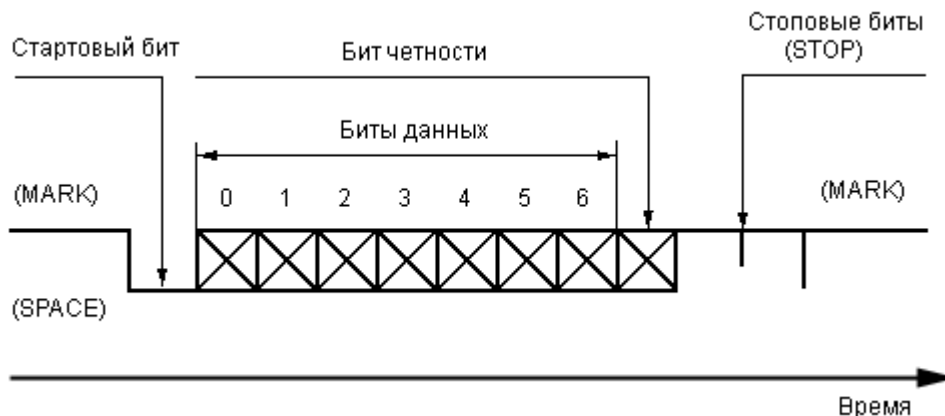 Стартовый бит
Бит четности
Стоповые биты
(STOP)
Биты данных
(MARK)
0 1 2 3 4 5 6
(MARK)
(SPACE)
Время